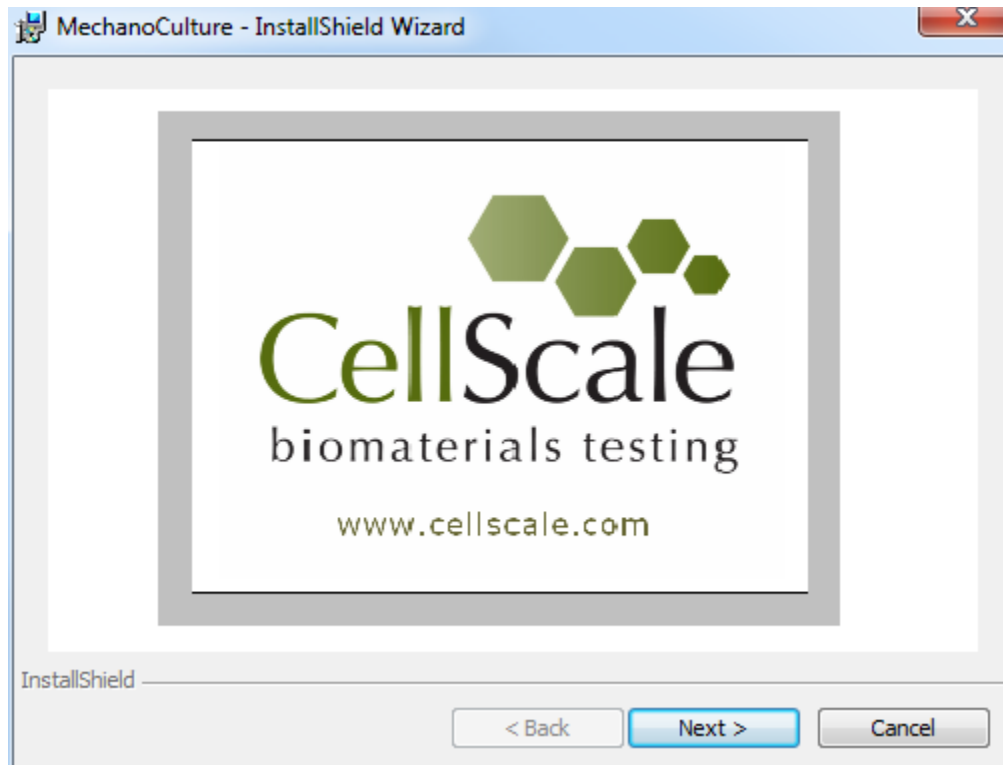 MechanoCulture - InstallShield Wizard
CellScale
biomaterials testing
www.cellscale.com
InstallShield
< Back Next > Cancel